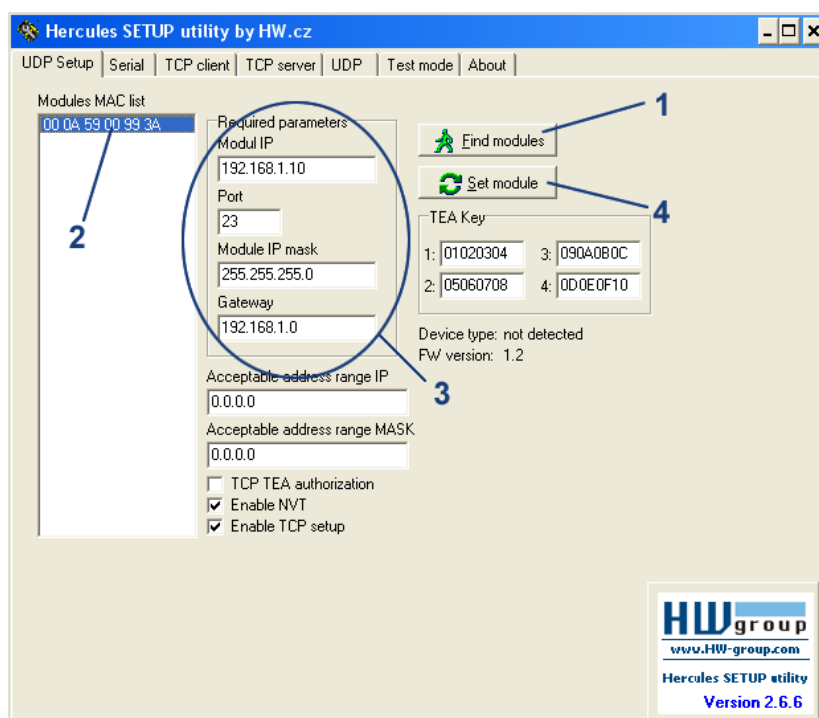 Hercules SETUP utility by HW.cz
UDP Setup Serial TCP client TCP server UDP Test mode About
Modules MAC list
00 0A 59 00 99 3A
2
Required parameters
Modul IP
192.168.1.10
Port
23
Module IP mask
255.255.255.0
Gateway
192.168.1.0
3
Acceptable address range IP
0.0.0.0
Acceptable address range MASK
0.0.0.0
TCP TEA authorization
Enable NVT
Enable TCP setup
1
Find modules
Set module
4
TEA Key
1: 01020304 3: 090A0B0C
2: 05060708 4: 0D0E0F10
Device type: not detected
FW version: 1.2
HW group
www.HW-group.com
Hercules SETUP utility
Version 2.6.6